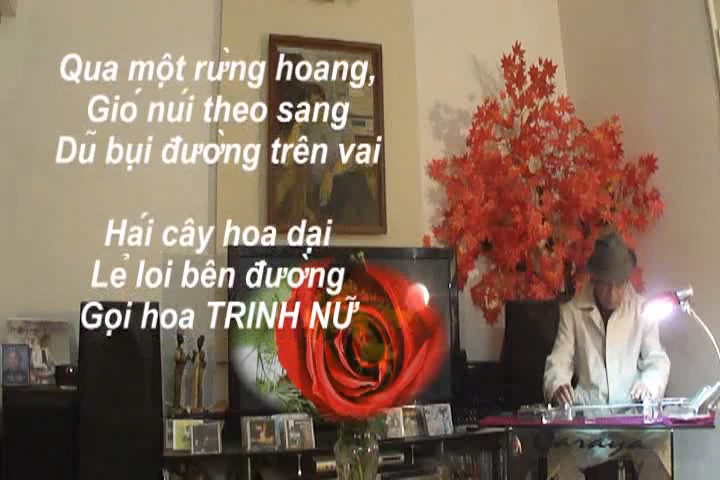 Qua một rừng hoang,
Gió núi theo sang
Dũ bụi đường trên vai
Hái cây hoa dại
Lẻ loi bên đường
Gọi hoa TRINH NỮ